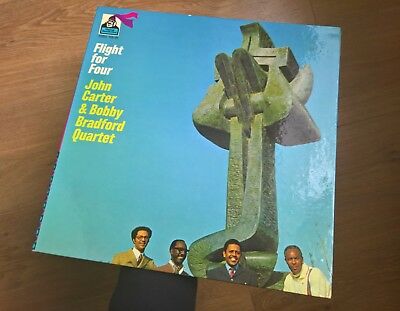 Flight
for
Four
John
Carter
& Bobby
Bradford
Quartet